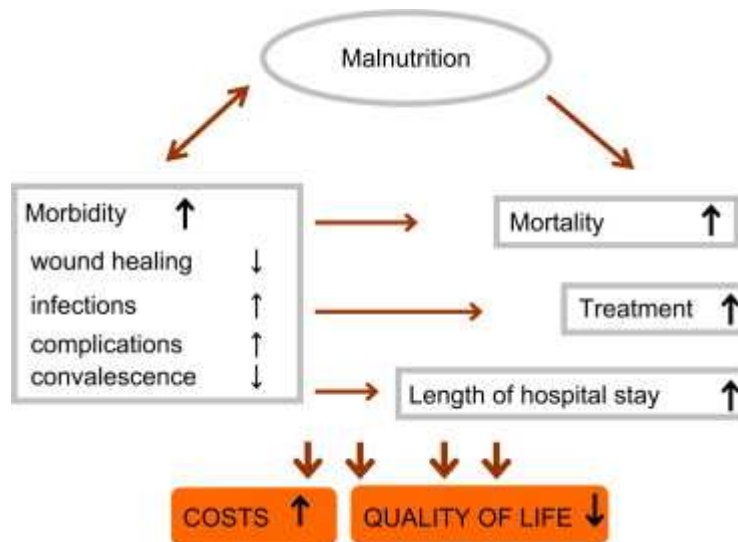 Malnutrition
Morbidity ↑
Mortality ↑
wound healing ↓
infections ↑
Treatment ↑
complications ↑
convalescence ↓
Length of hospital stay ↑
COSTS ↑
QUALITY OF LIFE ↓